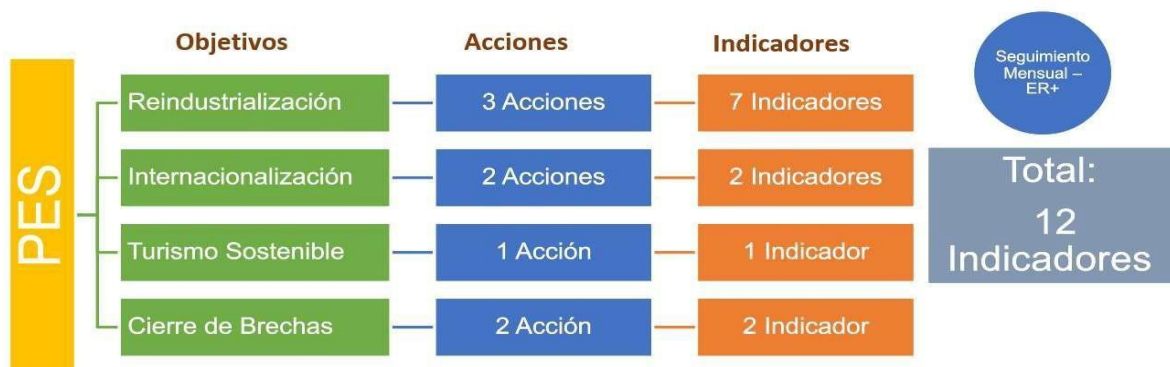 Objetivos
Acciones
Indicadores
Seguimiento
Mensual –
ER+
PES
Reindustrialización
3 Acciones
7 Indicadores
Internacionalización
2 Acciones
2 Indicadores
Turismo Sostenible
1 Acción
1 Indicador
Cierre de Brechas
2 Acción
2 Indicador
Total:
12
Indicadores